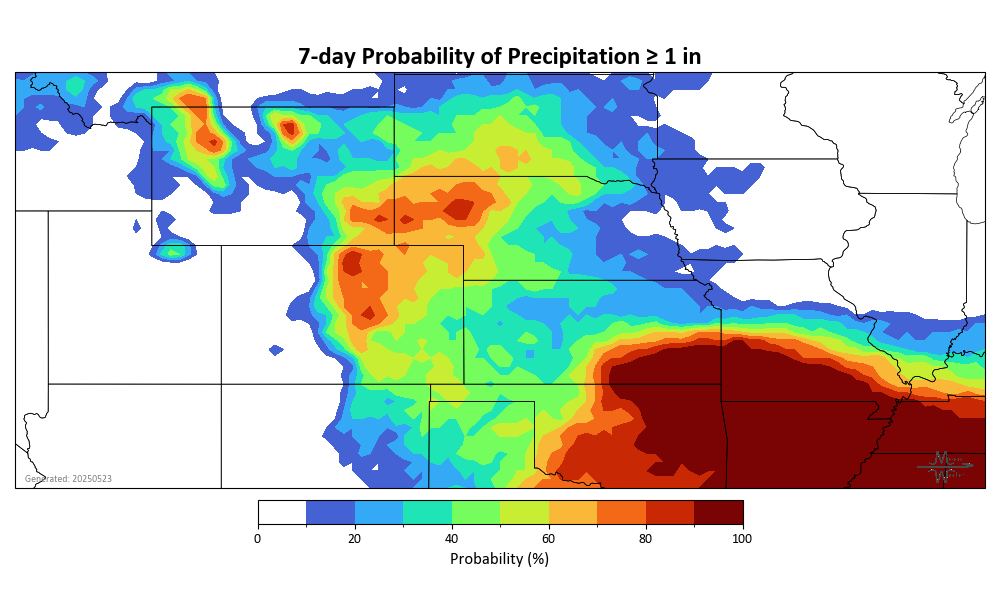 7-day Probability of Precipitation ≥ 1 in
Generated: 20250523
0 20 40 60 80 100
Probability (%)